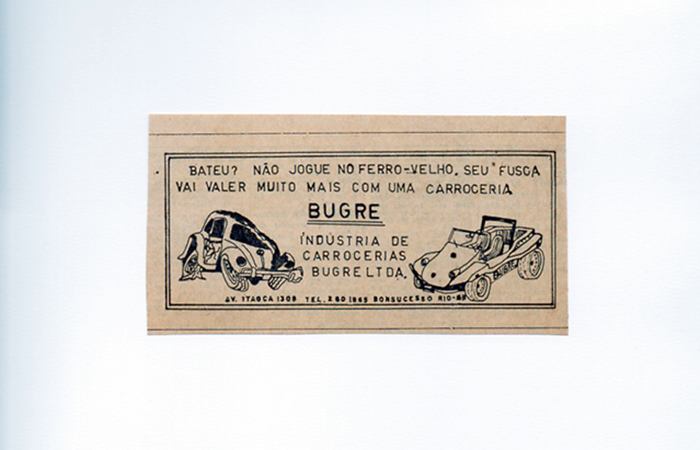 BATEU? NÃO JOGUE NO FERRO-VELHO, SEU "FUSCA
VAI VALER MUITO MAIS COM UMA CARROCERIA
BUGRE
INDÚSTRIA DE
CARROCERIAS
BUGRE LTDA.
AV. ITAOCA 1308 TEL. 260 1865 BONSUCESSO RIO-GB